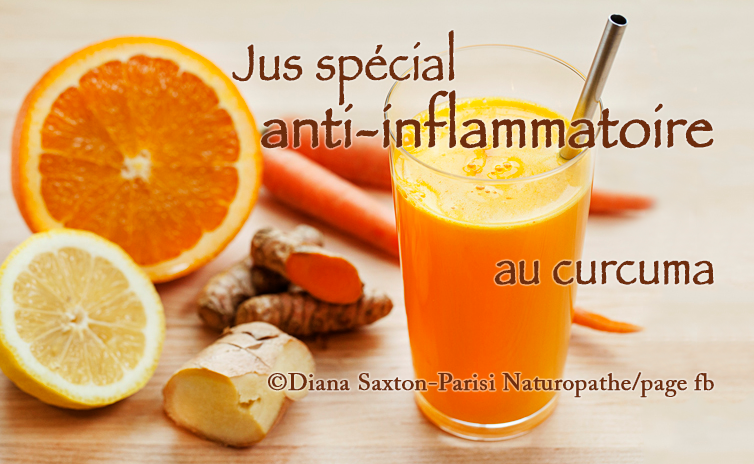 Jus spécial
anti-inflammatoire
au curcuma
©Diana Saxton-Parisi Naturopathe/page fb